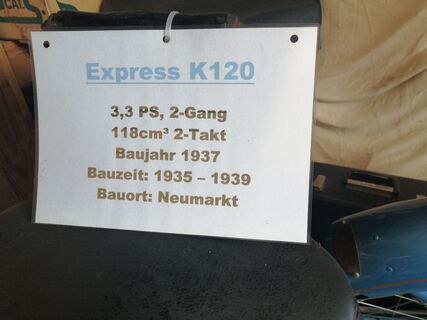 Express K120
3,3 PS, 2-Gang
118cm³ 2-Takt
Baujahr 1937
Bauzeit: 1935 – 1939
Bauort: Neumarkt